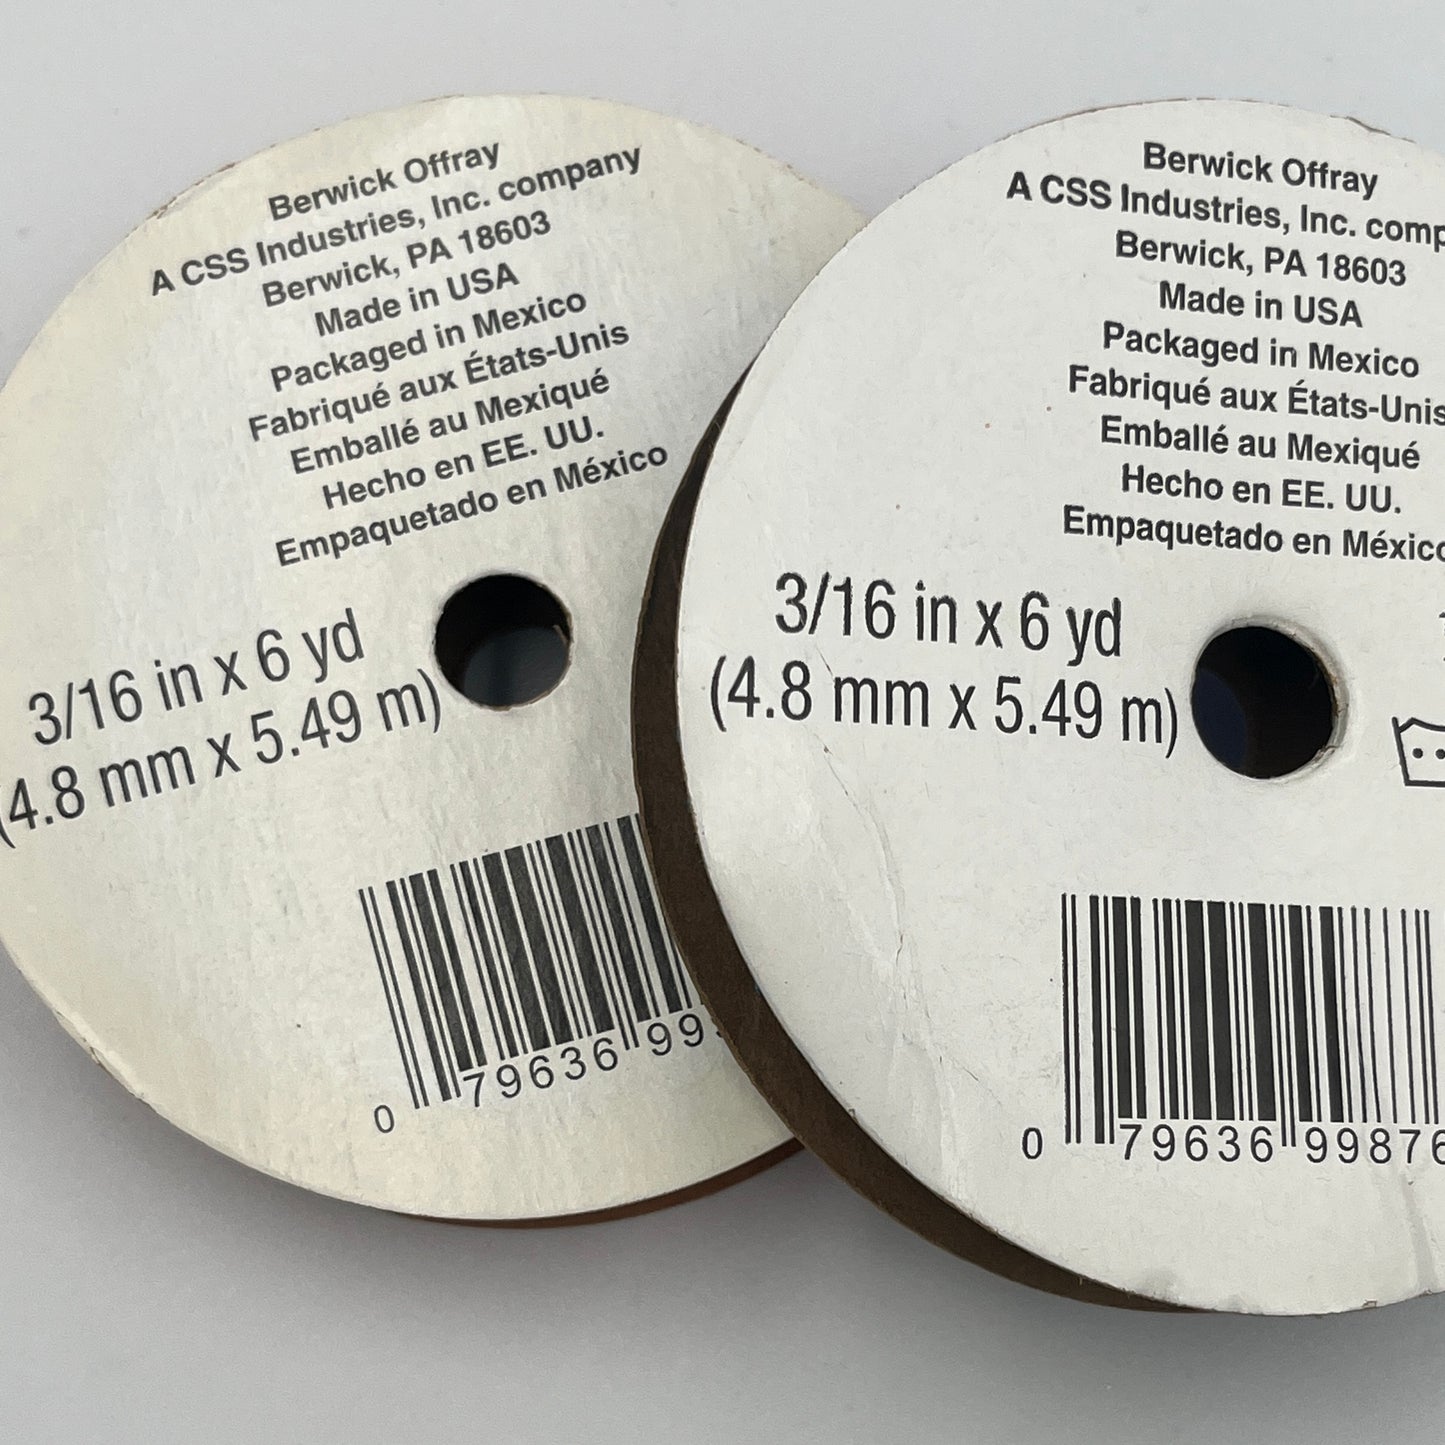 Berwick Offray
A CSS Industries, Inc. company
Berwick, PA 18603
Made in USA
Packaged in Mexico
Fabriqué aux États-Unis
Emballé au Mexiqué
Hecho en EE. UU.
Empaquetado en México
3/16 in x 6 yd
(4.8 mm x 5.49 m)
0 79636 99
Berwick Offray
A CSS Industries, Inc. comp
Berwick, PA 18603
Made in USA
Packaged in Mexico
Fabriqué aux États-Unis
Emballé au Mexiqué
Hecho en EE. UU.
Empaquetado en México
3/16 in x 6 yd
(4.8 mm x 5.49 m)
0 79636 99876